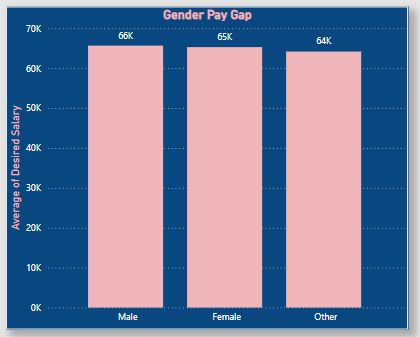 Gender Pay Gap
Average of Desired Salary
70K
60K
50K
40K
30K
20K
10K
0K
66K
65K
64K
Male
Female
Other